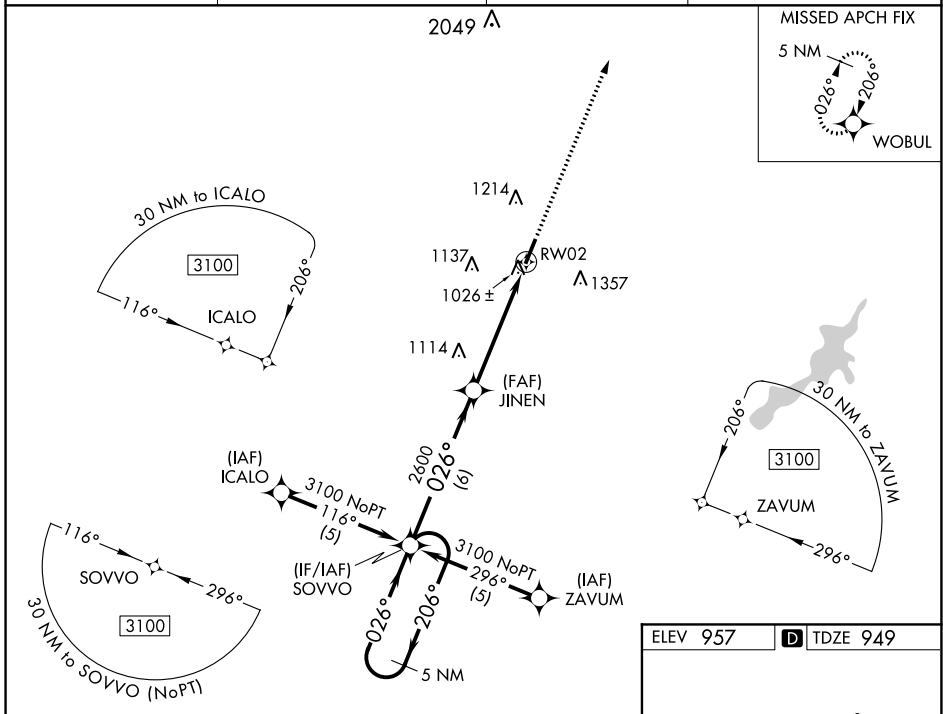 2049
MISSED APCH FIX
5 NM
026°
206°
WOBUL
30 NM to ICALO
3100
116°
206°
ICALO
1214
1137
RW02
1026 ±
1357
1114
(FAF)
JINEN
2600
026°
(6)
30 NM to ZAVUM
206°
3100
ZAVUM
296°
(IAF)
ICALO
3100 NoPT
116°
(5)
(IF/IAF)
SOVVO
3100 NoPT
296°
(5)
(IAF)
ZAVUM
026°
206°
5 NM
116°
SOVVO
296°
3100
30 NM to SOVVO (NoPT)
ELEV 957
D TDZE 949